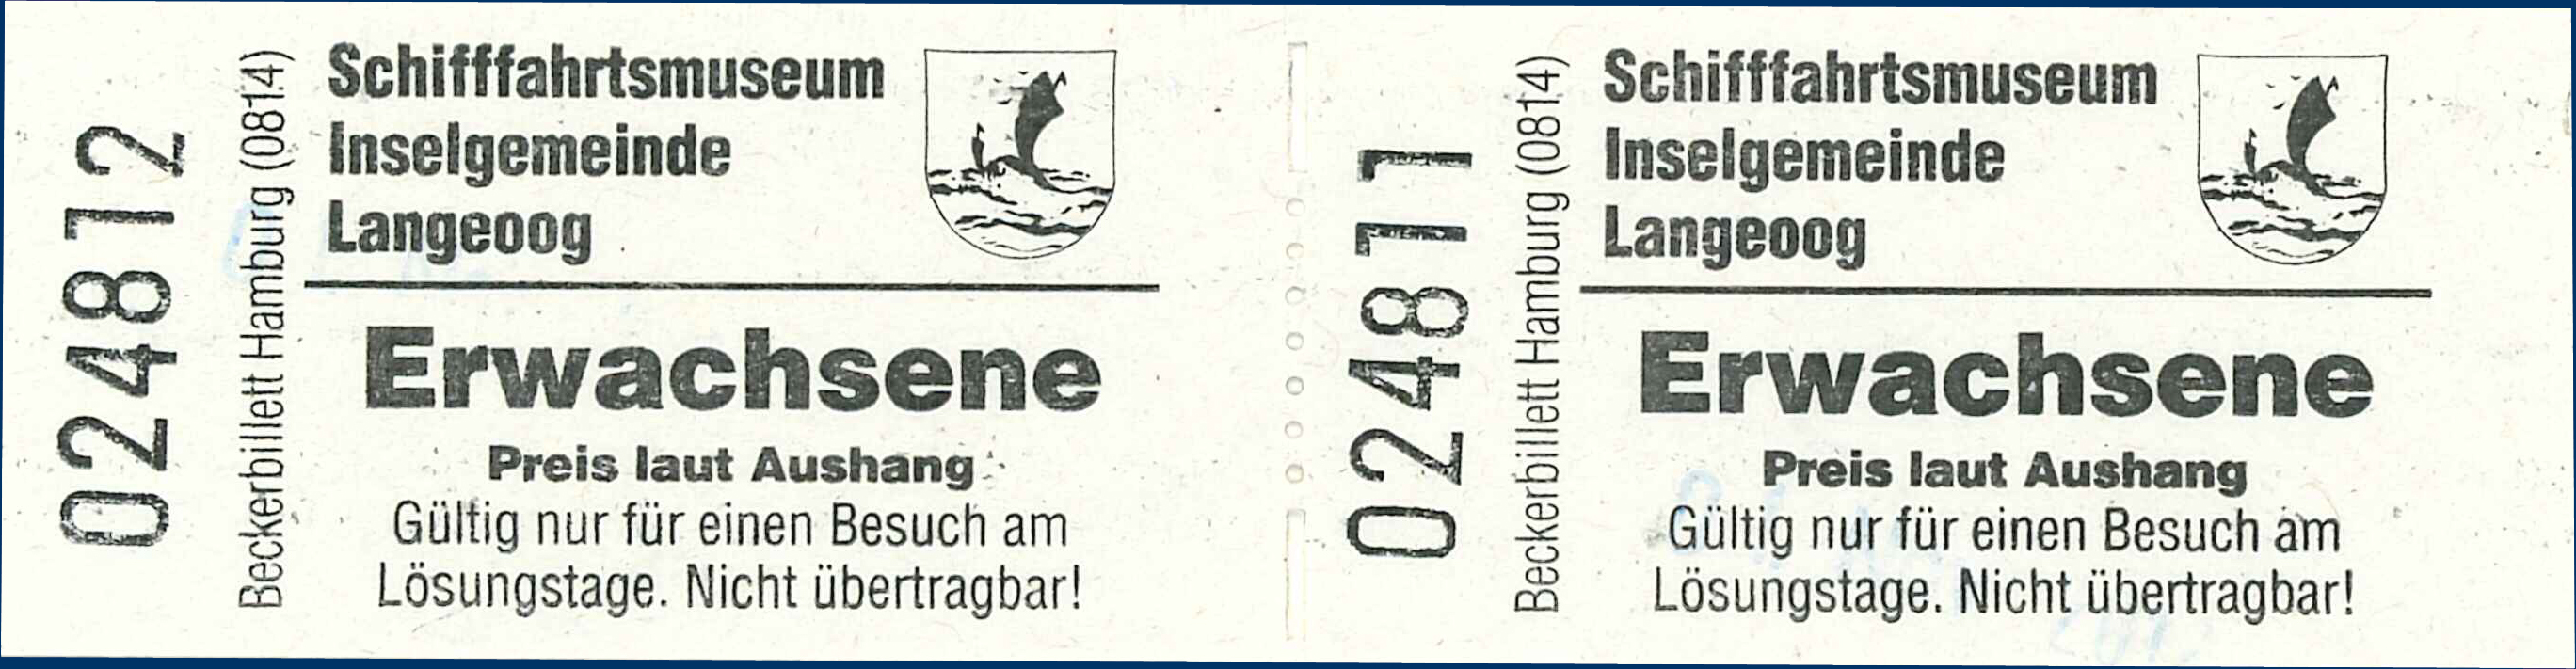 024812
Beckerbillett Hamburg (0814)
Schifffahrtsmuseum
Inselgemeinde
Langeoog
Erwachsene
Preis laut Aushang
Gültig nur für einen Besuch am
Lösungstage. Nicht übertragbar!
024811
Beckerbillett Hamburg (0814)
Schifffahrtsmuseum
Inselgemeinde
Langeoog
Erwachsene
Preis laut Aushang
Gültig nur für einen Besuch am
Lösungstage. Nicht übertragbar!